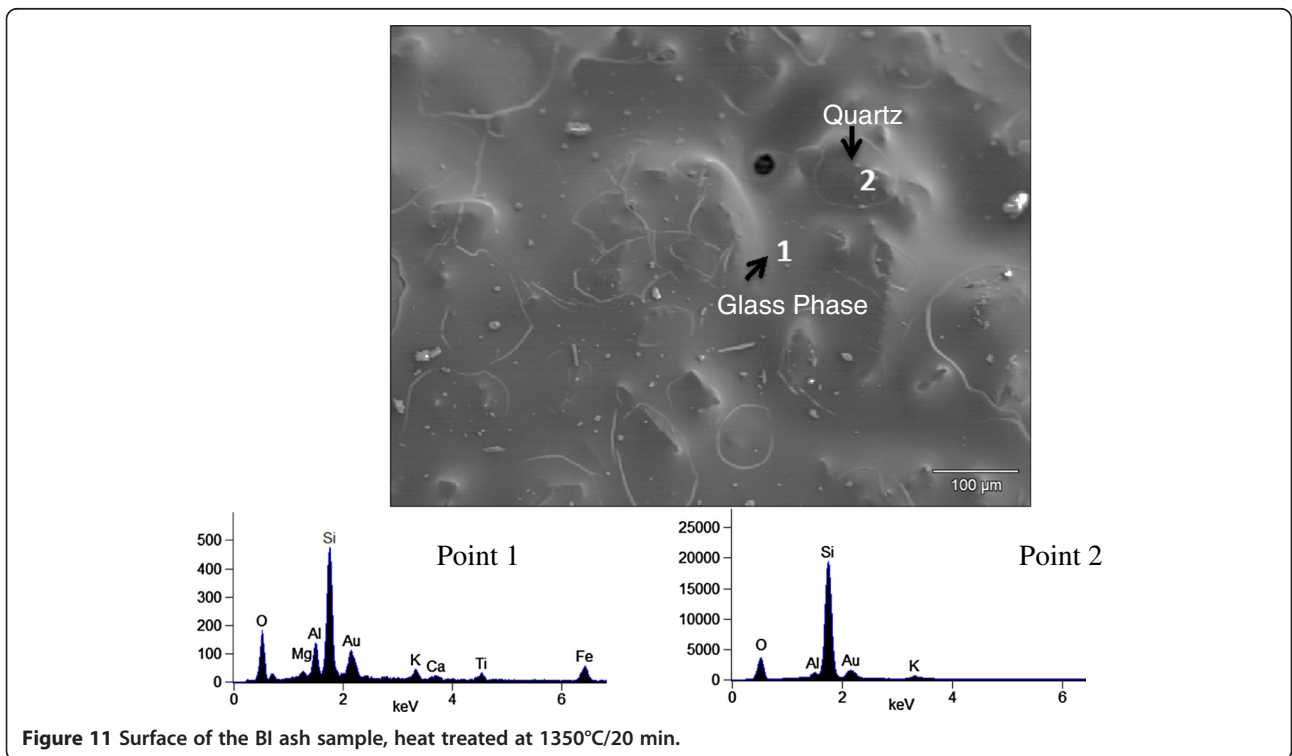 Quartz
2
1
Glass Phase
100 µm
Point 1
500
400
300
200
100
0
O
Mg
Al
Si
Au
K
Ca
Ti
Fe
0
2
4
6
keV
Point 2
25000
20000
15000
10000
5000
0
O
Al
Si
Au
K
0
2
4
6
keV
Figure 11 Surface of the BI ash sample, heat treated at 1350°C/20 min.